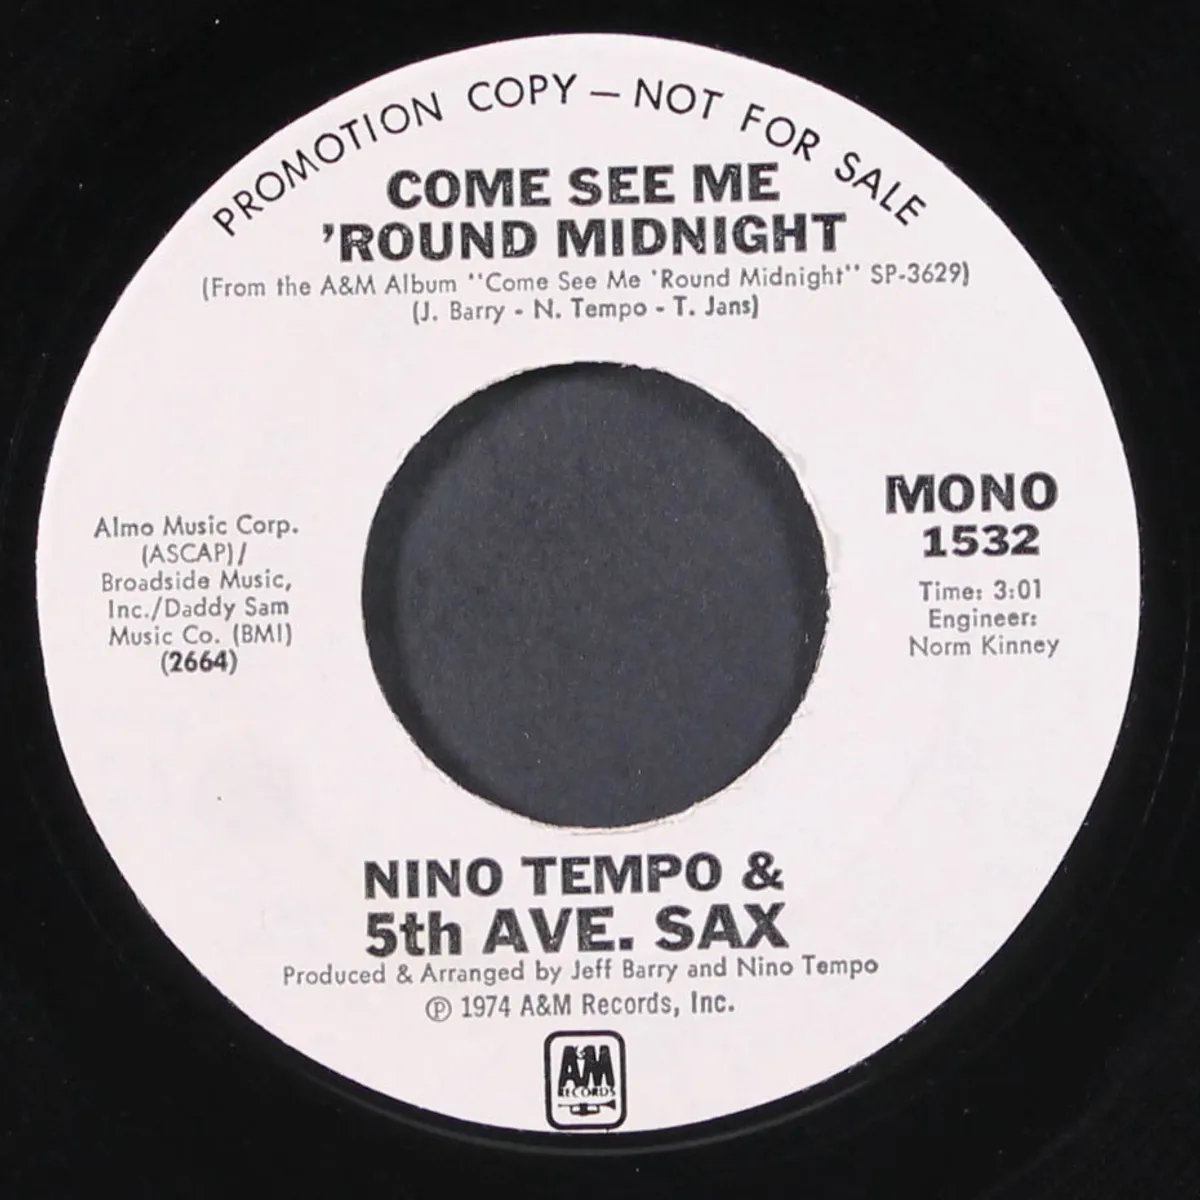 PROMOTION COPY — NOT FOR SALE
COME SEE ME
'ROUND MIDNIGHT
(From the A&M Album "Come See Me 'Round Midnight" SP-3629)
(J. Barry - N. Tempo - T. Jans)
Almo Music Corp.
(ASCAP)/
Broadside Music,
Inc./Daddy Sam
Music Co. (BMI)
(2664)
MONO
1532
Time: 3:01
Engineer:
Norm Kinney
NINO TEMPO &
5th AVE. SAX
Produced & Arranged by Jeff Barry and Nino Tempo
℗ 1974 A&M Records, Inc.
A&M
RECORDS